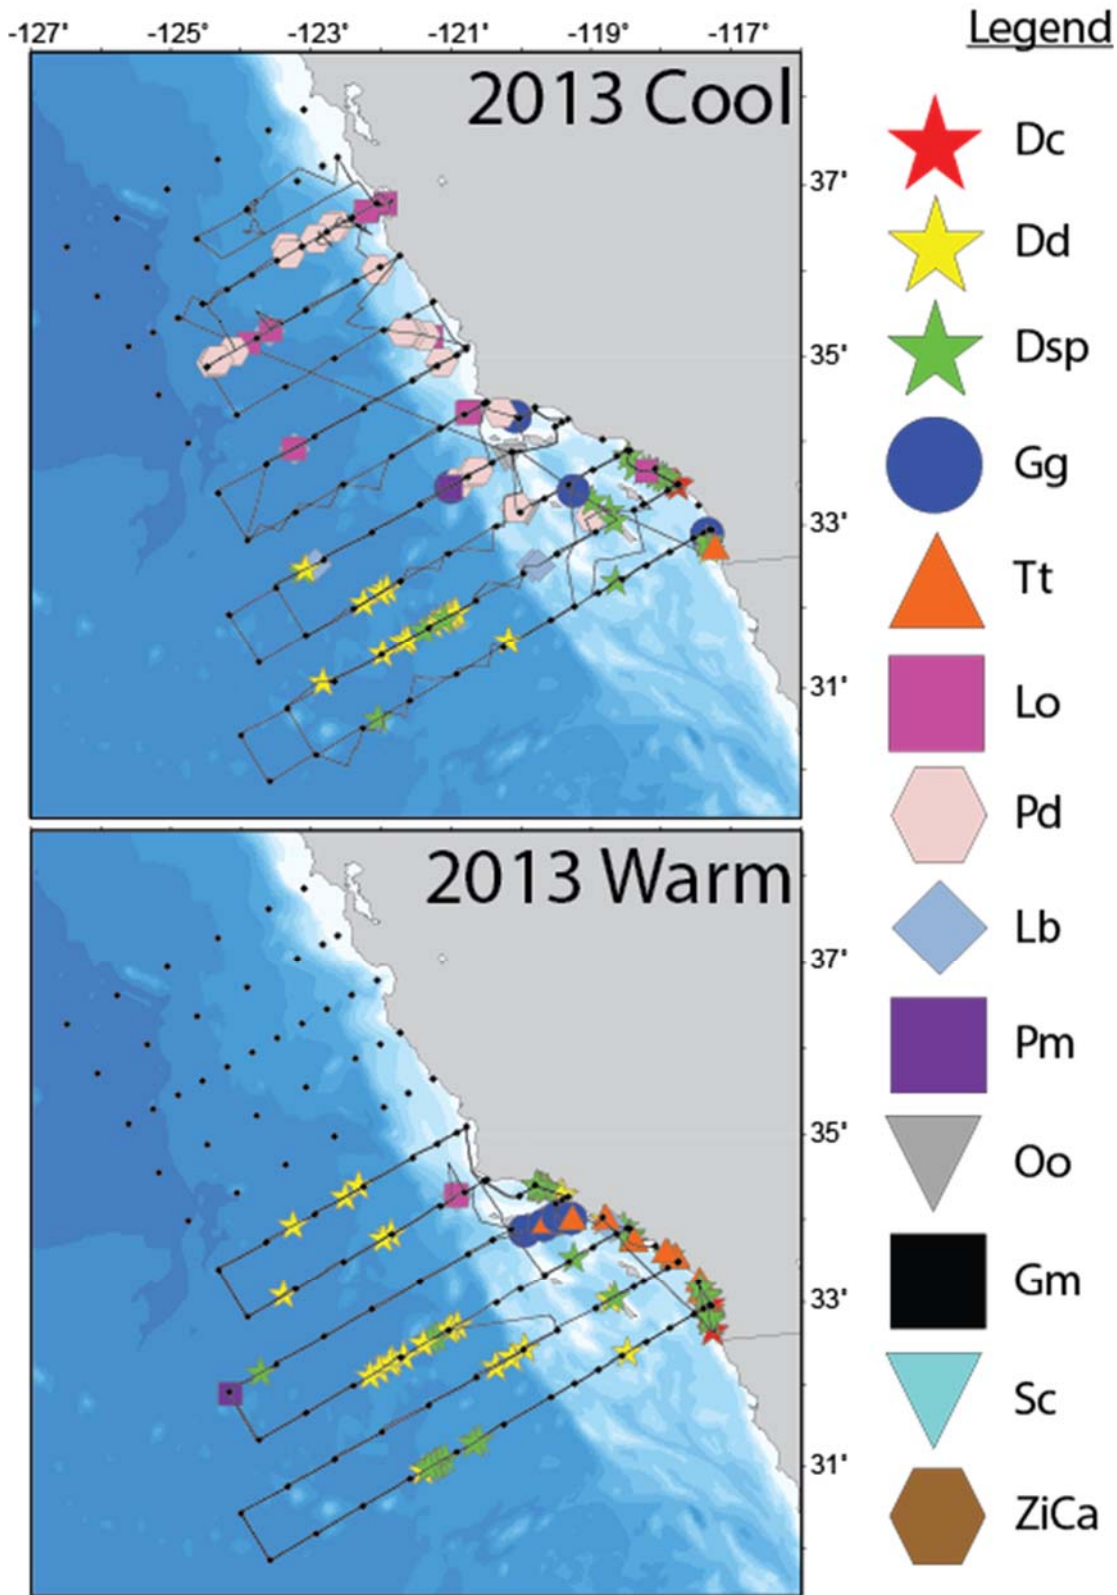 -127° -125° -123° -121° -119° -117°
Legend
2013 Cool
37°
35°
33°
31°
2013 Warm
37°
35°
33°
31°
Dc
Dd
Dsp
Gg
Tt
Lo
Pd
Lb
Pm
Oo
Gm
Sc
ZiCa